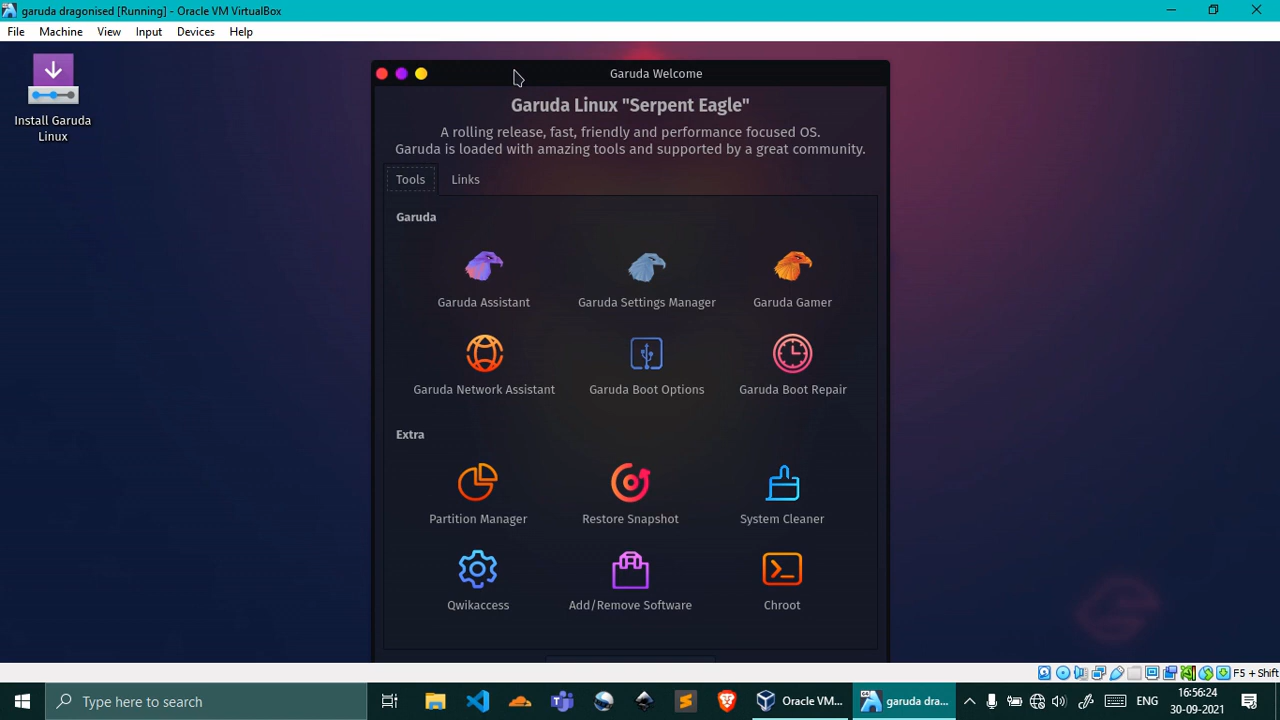 garuda dragonised [Running] - Oracle VM VirtualBox
File Machine View Input Devices Help
Install Garuda
Linux
Garuda Welcome
Garuda Linux "Serpent Eagle"
A rolling release, fast, friendly and performance focused OS.
Garuda is loaded with amazing tools and supported by a great community.
Tools Links
Garuda
Garuda Assistant Garuda Settings Manager Garuda Gamer
Garuda Network Assistant Garuda Boot Options Garuda Boot Repair
Extra
Partition Manager Restore Snapshot System Cleaner
Qwikaccess Add/Remove Software Chroot
F5 + Shift
Type here to search
Oracle VM...
garuda dra...
ENG
16:56:24
30-09-2021